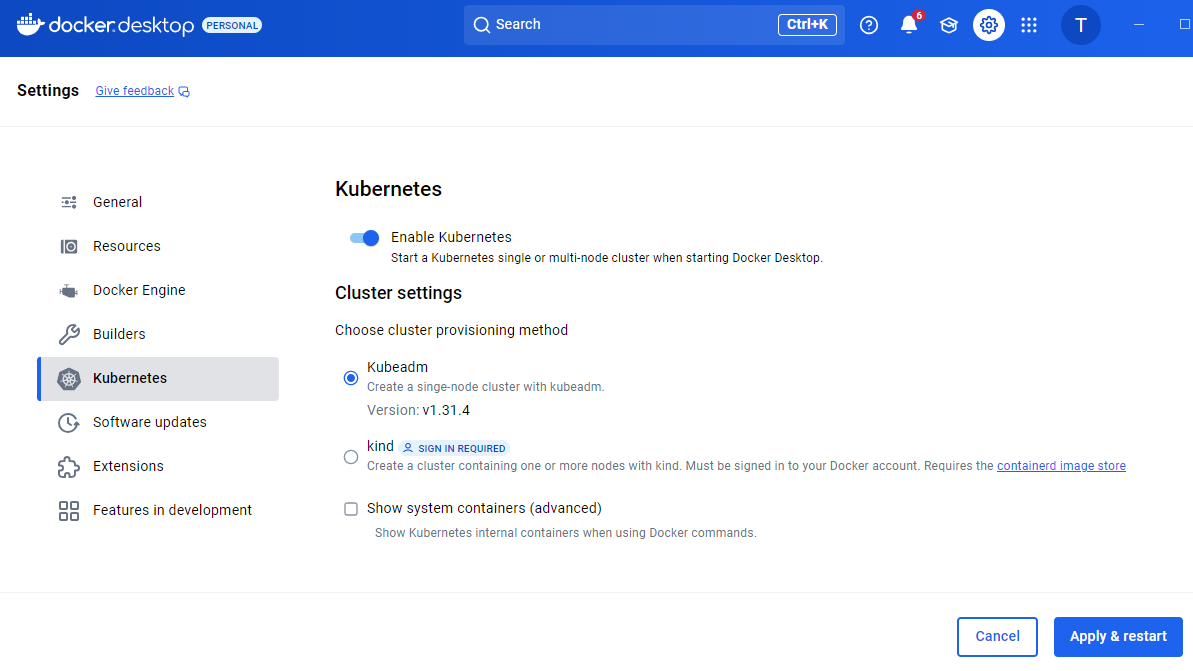 docker.desktop PERSONAL
Search
Ctrl+K
6
T
Settings
Give feedback
General
Resources
Docker Engine
Builders
Kubernetes
Software updates
Extensions
Features in development
Kubernetes
Enable Kubernetes
Start a Kubernetes single or multi-node cluster when starting Docker Desktop.
Cluster settings
Choose cluster provisioning method
Kubeadm
Create a singe-node cluster with kubeadm.
Version: v1.31.4
kind SIGN IN REQUIRED
Create a cluster containing one or more nodes with kind. Must be signed in to your Docker account. Requires the containerd image store
Show system containers (advanced)
Show Kubernetes internal containers when using Docker commands.
Cancel
Apply & restart